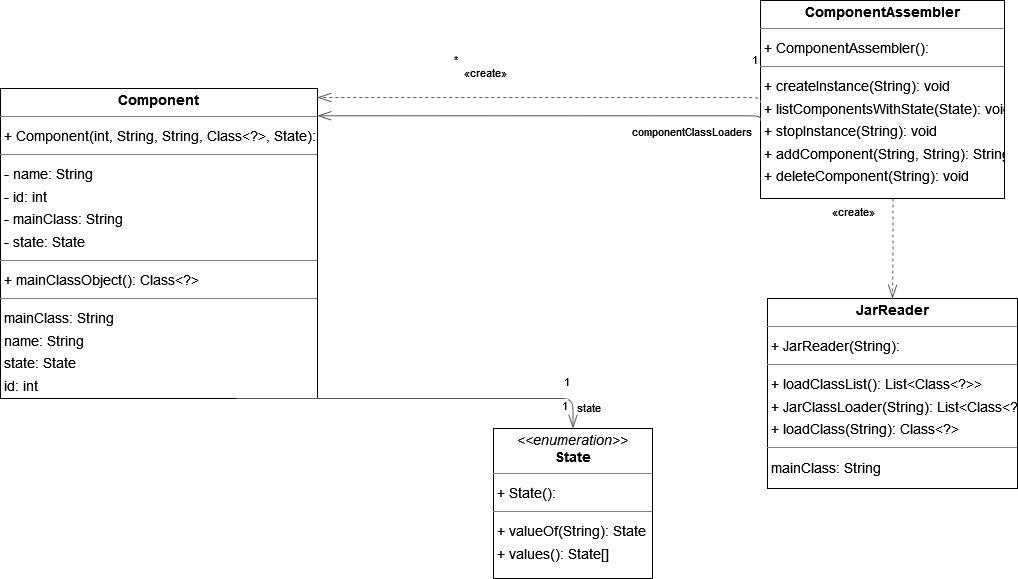 ComponentAssembler
+ ComponentAssembler():
+ createInstance(String): void
+ listComponentsWithState(State): voi
+ stopInstance(String): void
+ addComponent(String, String): String
+ deleteComponent(String): void
*
«create»
1
componentClassLoaders
Component
+ Component(int, String, String, Class<?>, State):
- name: String
- id: int
- mainClass: String
- state: State
+ mainClassObject(): Class<?>
mainClass: String
name: String
state: State
id: int
«create»
JarReader
+ JarReader(String):
+ loadClassList(): List<Class<?>>
+ JarClassLoader(String): List<Class<?
+ loadClass(String): Class<?>
mainClass: String
1
1
state
<<enumeration>>
State
+ State():
+ valueOf(String): State
+ values(): State[]